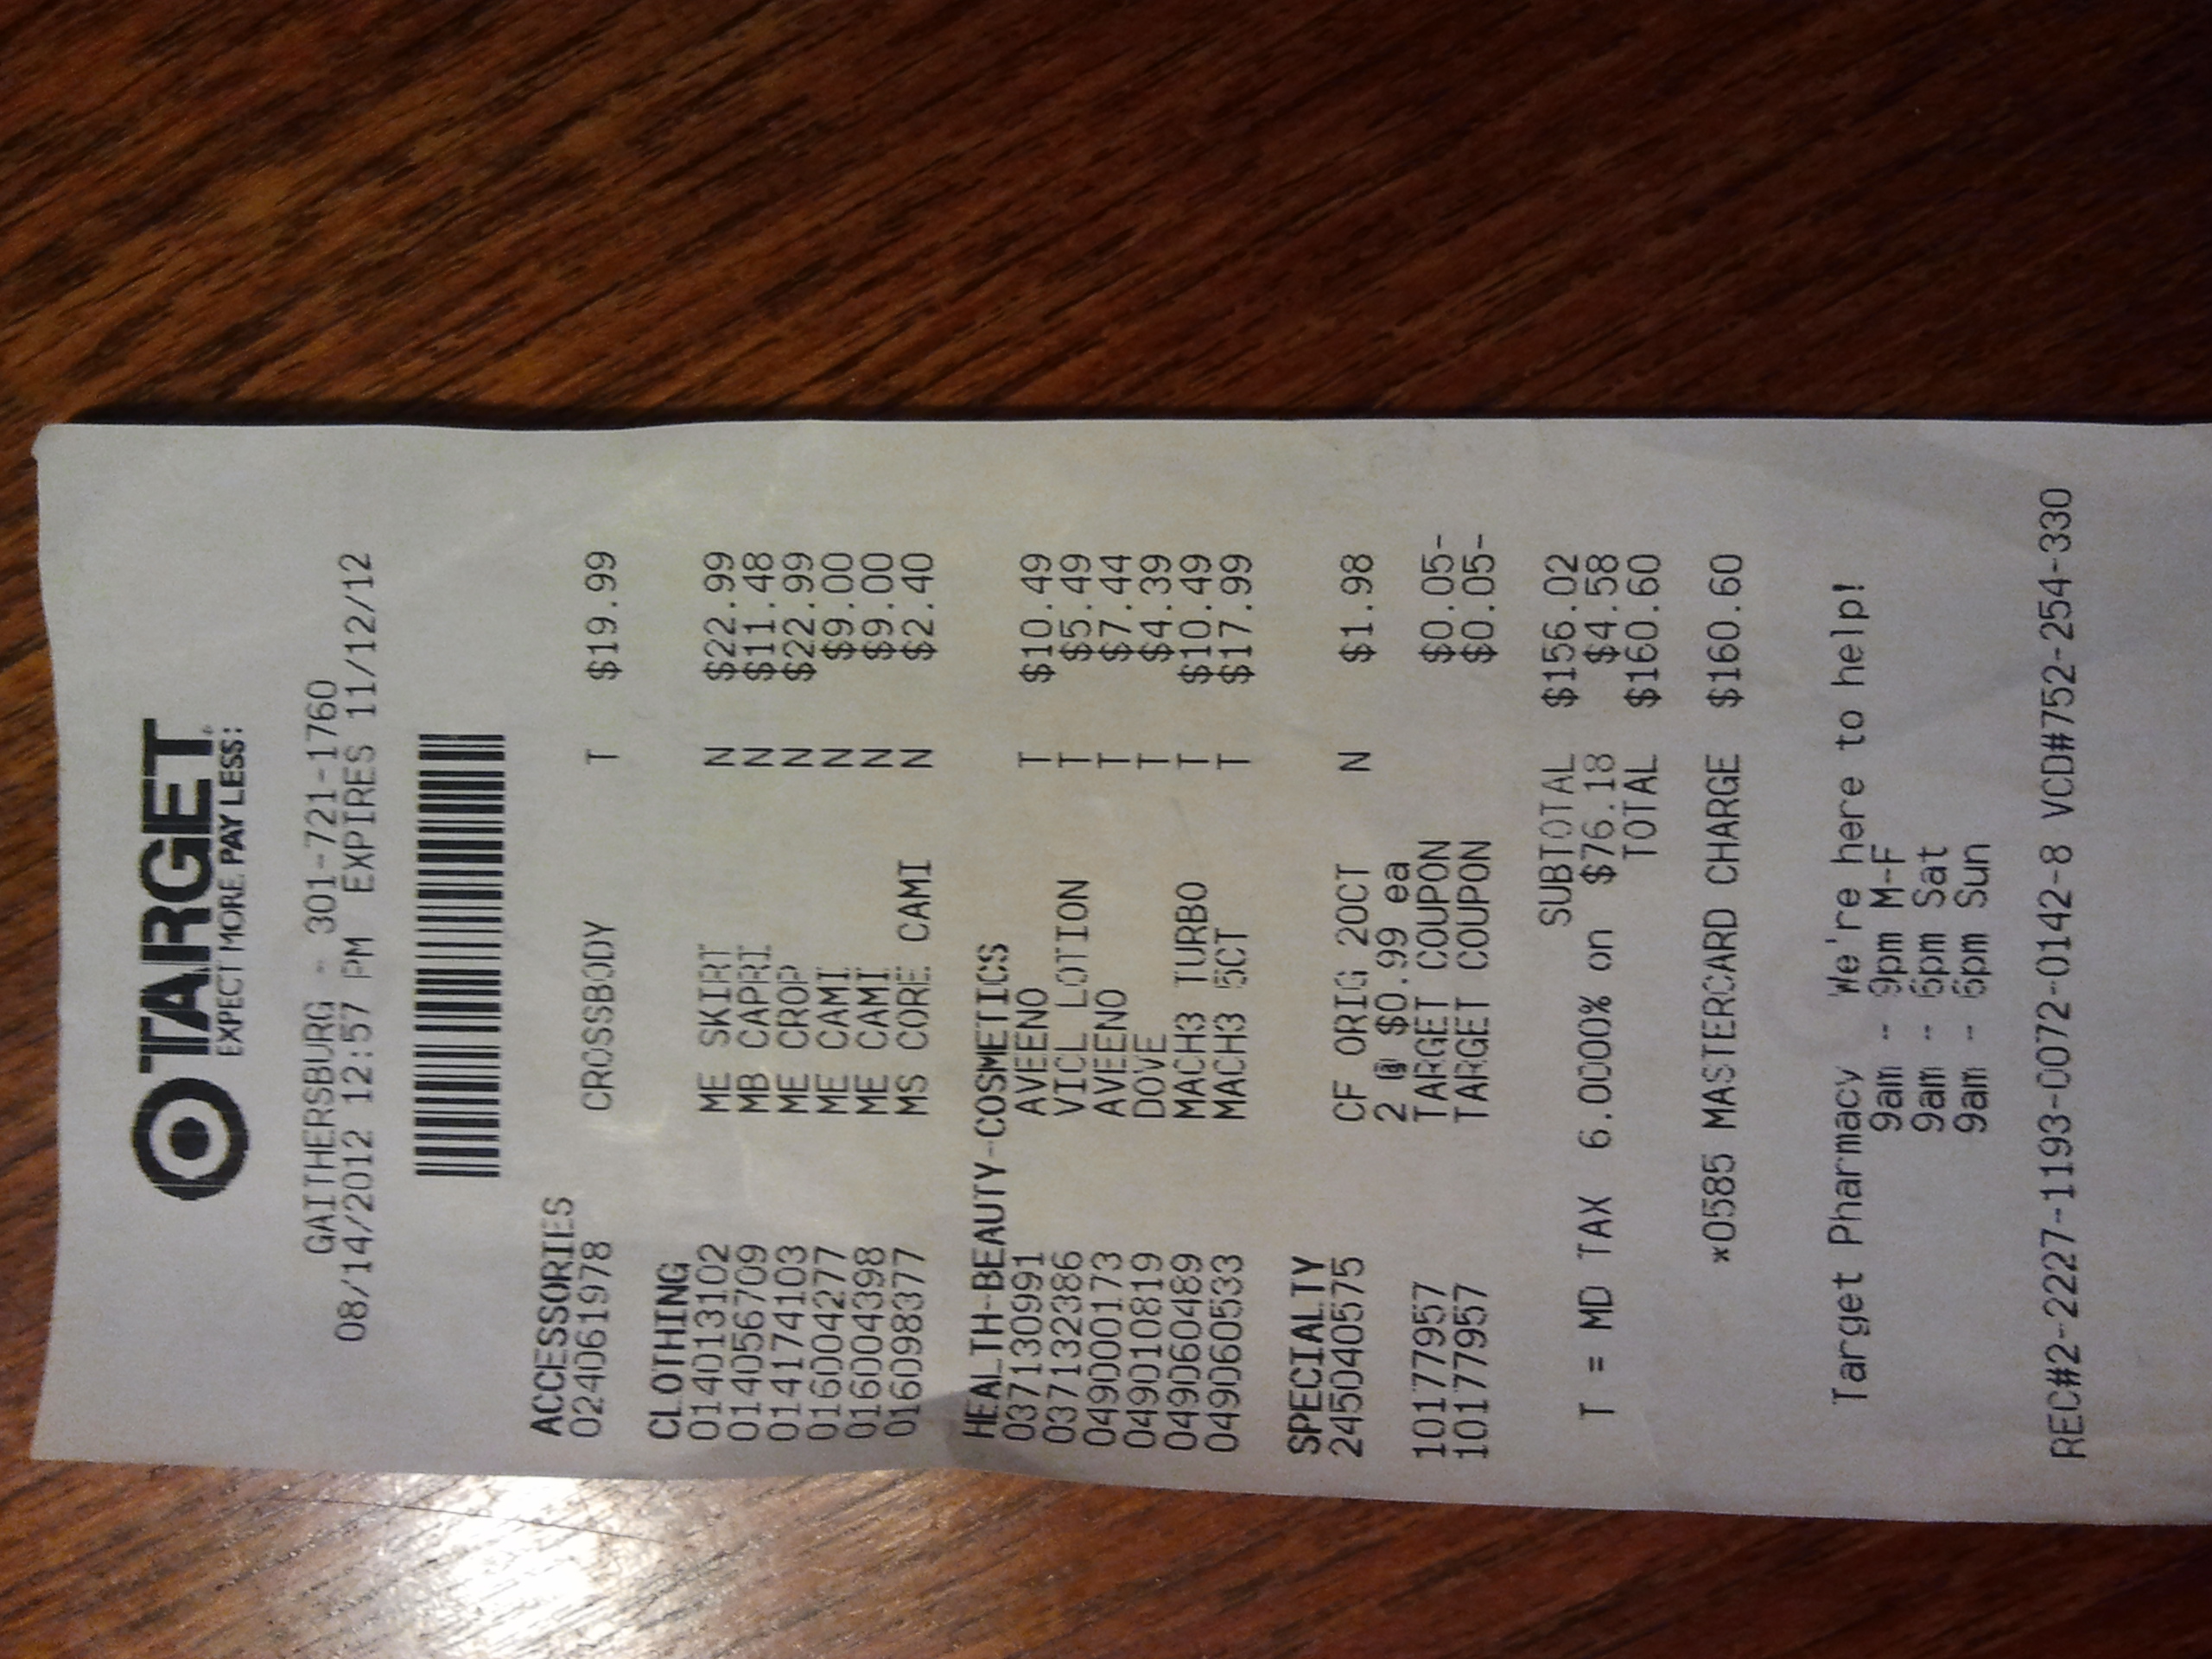 TARGET
EXPECT MORE. PAY LESS.
GAITHERSBURG - 301-721-1760
08/14/2012 12:57 PM EXPIRES 11/12/12
ACCESSORIES
024061978 CROSSBODY T $19.99
CLOTHING
014013102 ME SKIRT N $22.99
014056709 MB CAPRI N $11.48
014174103 ME CROP N $22.99
016004277 ME CAMI N $9.00
016004398 ME CAMI N $9.00
016098377 MS CORE CAMI N $2.40
HEALTH-BEAUTY-COSMETICS
037130991 AVEENO T $10.49
037132386 VICL LOTION T $5.49
049000173 AVEENO T $7.44
049010819 DOVE T $4.39
049060489 MACH3 TURBO T $10.49
049060533 MACH3 5CT T $17.99
SPECIALTY
245040575 CF ORIG 20CT N $1.98
2 @ $0.99 ea
10177957 TARGET COUPON $0.05-
10177957 TARGET COUPON $0.05-
SUBTOTAL $156.02
T = MD TAX 6.0000% on $76.18 $4.58
TOTAL $160.60
*0585 MASTERCARD CHARGE $160.60
Target Pharmacy We're here to help!
9am -- 9pm M-F
9am -- 6pm Sat
9am - 6pm Sun
REC#2-2227-1193-0072-0142-8 VCD#752-254-330